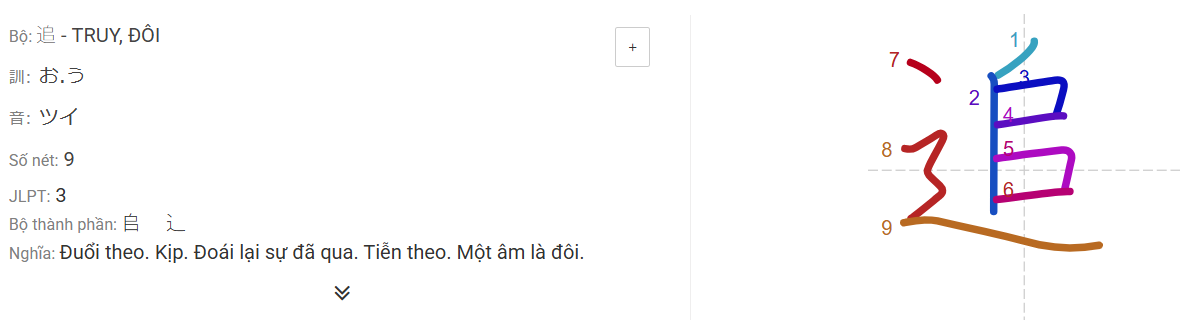 Bộ: 追 - TRUY, ĐÔI
+
訓: お.う
音: ツイ
Số nét: 9
JLPT: 3
Bộ thành phần: 𠂤 ⻌
Nghĩa: Đuổi theo. Kịp. Đoái lại sự đã qua. Tiễn theo. Một âm là đôi.
追
1
2
3
4
5
6
7
8
9